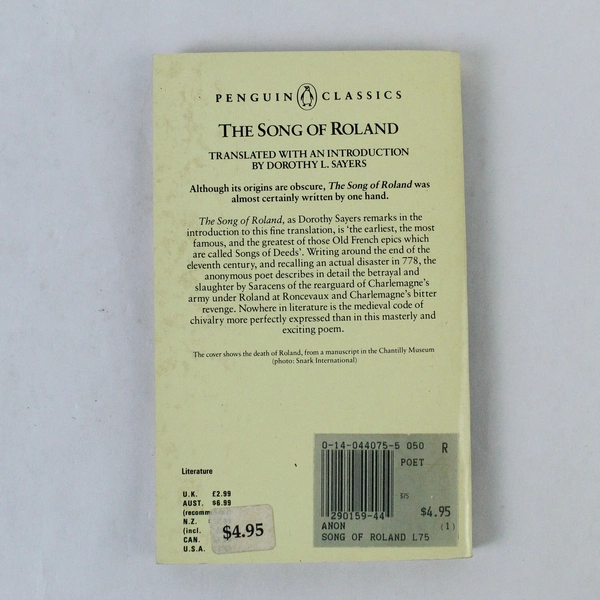 PENGUIN CLASSICS
THE SONG OF ROLAND
TRANSLATED WITH AN INTRODUCTION
BY DOROTHY L. SAYERS
Although its origins are obscure, The Song of Roland was
almost certainly written by one hand.
The Song of Roland, as Dorothy Sayers remarks in the
introduction to this fine translation, is ‘the earliest, the most
famous, and the greatest of those Old French epics which
are called Songs of Deeds’. Writing around the end of the
eleventh century, and recalling an actual disaster in 778, the
anonymous poet describes in detail the betrayal and
slaughter by Saracens of the rearguard of Charlemagne’s
army under Roland at Roncevaux and Charlemagne’s bitter
revenge. Nowhere in literature is the medieval code of
chivalry more perfectly expressed than in this masterly and
exciting poem.
The cover shows the death of Roland, from a manuscript in the Chantilly Museum
(photo: Snark International)
Literature
U.K. £2.99
AUST. $6.99
(recomm
N.Z.
(incl.
CAN.
U.S.A.
$4.95
0-14-044075-5 050 R
POET
$75
290159-44 $4.95
ANON (1)
SONG OF ROLAND L75